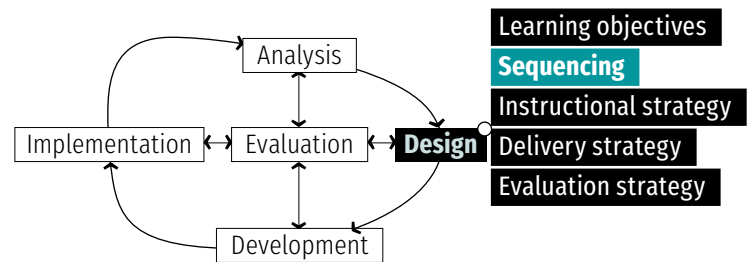 Analysis
Implementation
Evaluation
Design
Development
Learning objectives
Sequencing
Instructional strategy
Delivery strategy
Evaluation strategy